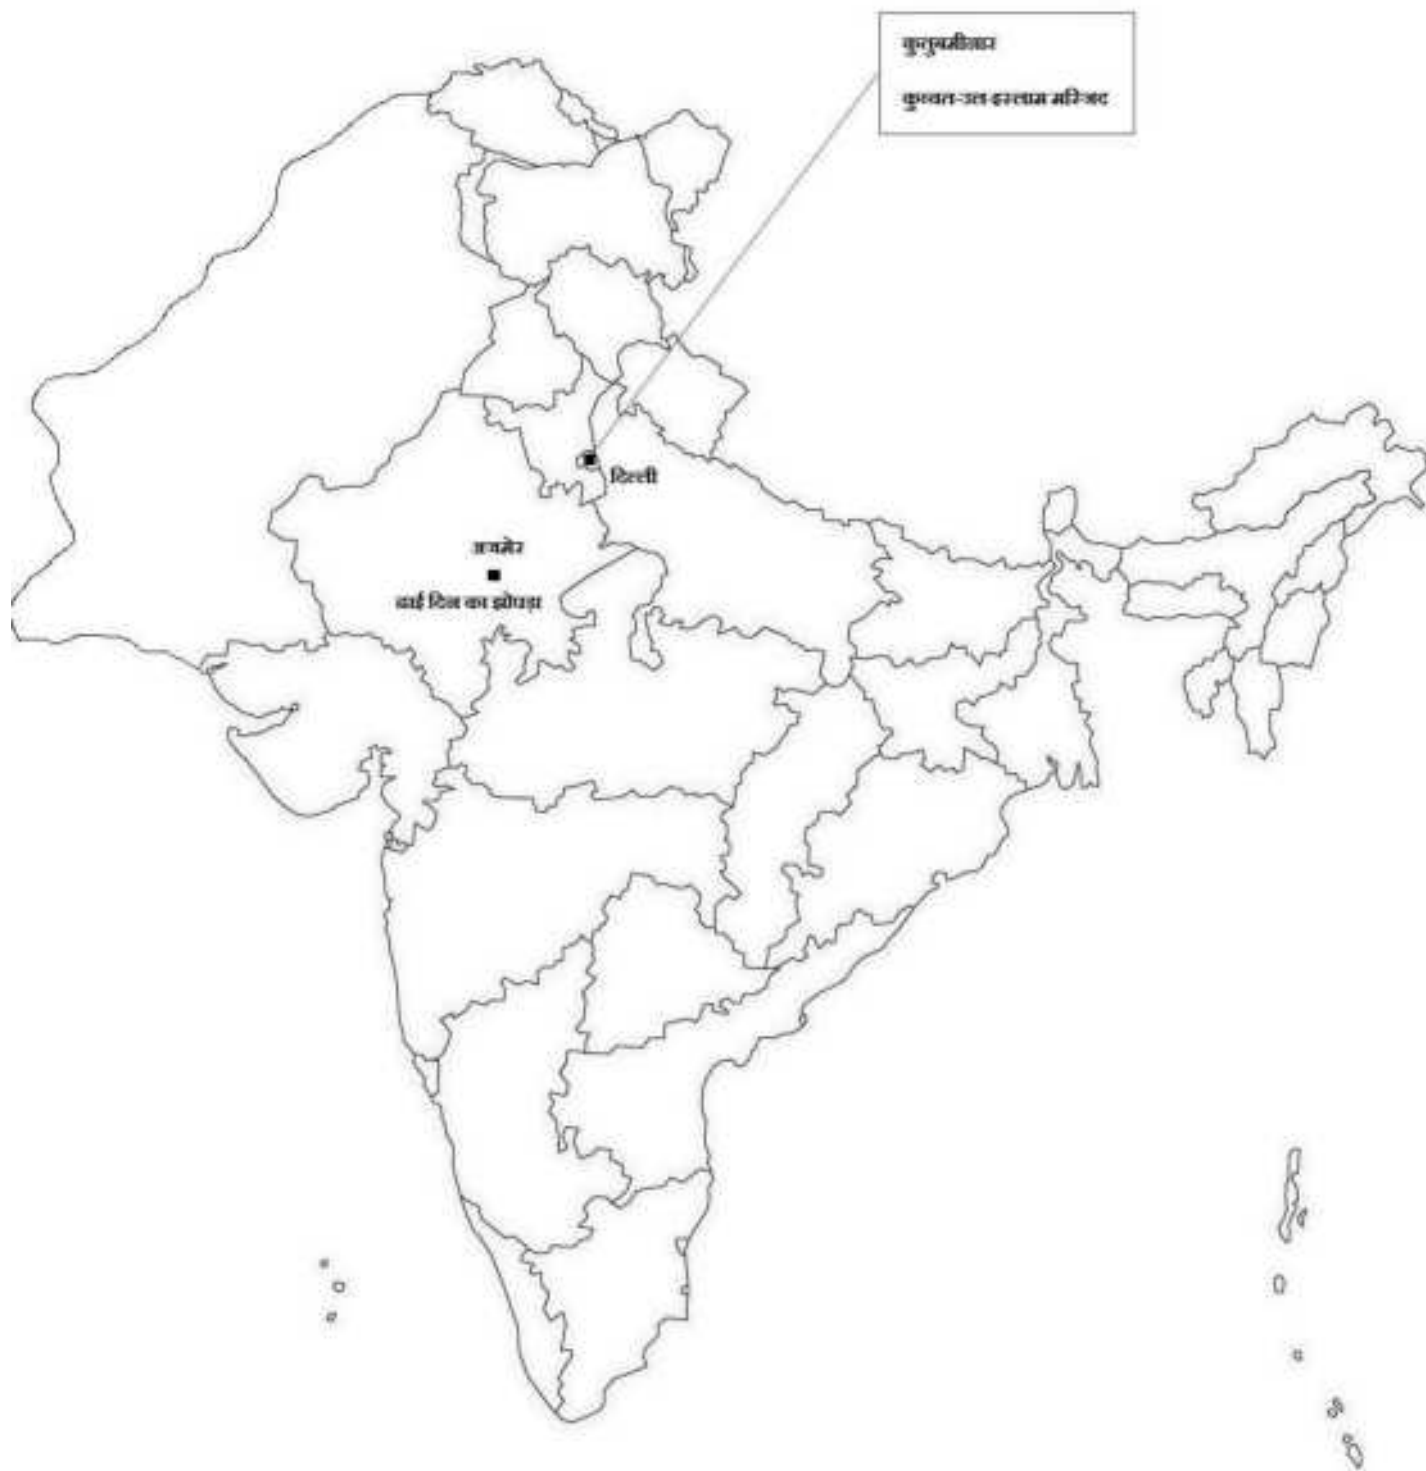 कुतुबमीनार
कुव्वत-उल-इस्लाम मस्जिद
दिल्ली
अजमेर
ढाई दिन का झोपड़ा